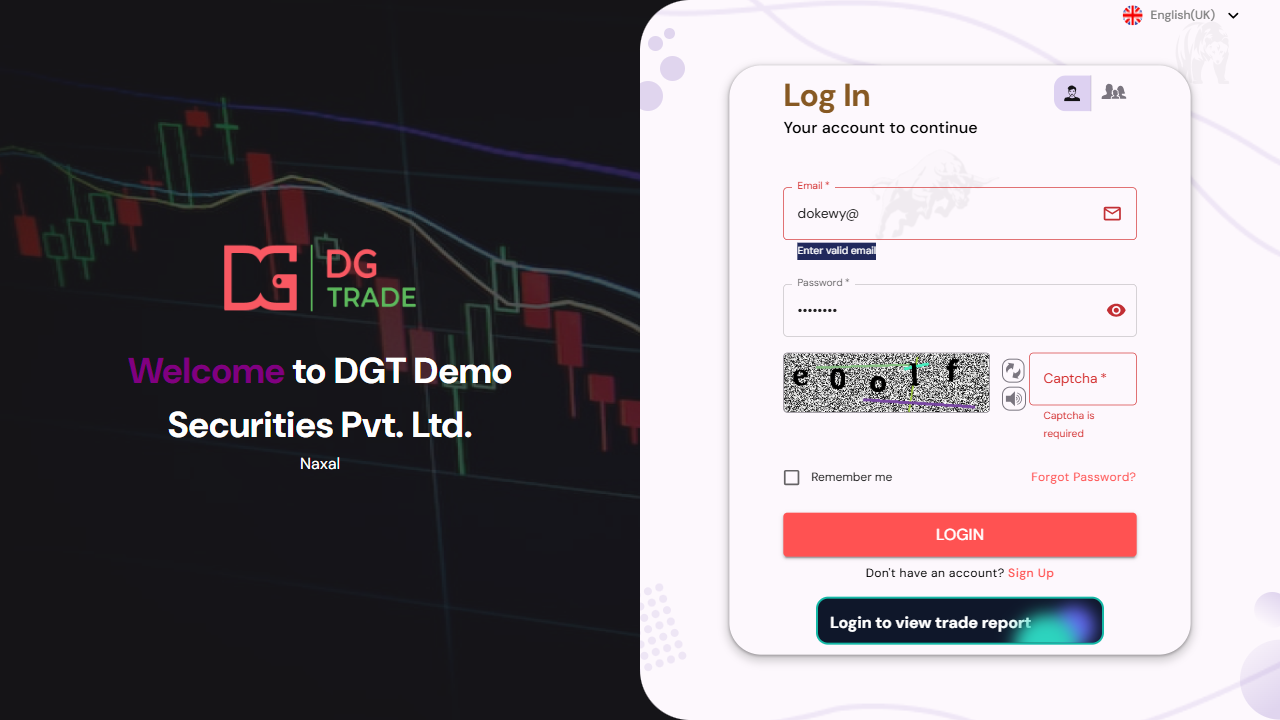 English(UK)
DG
TRADE
Welcome to DGT Demo
Securities Pvt. Ltd.
Naxal
Log In
Your account to continue
Email *
dokewy@
Enter valid email
Password *
••••••••
e o o l f
Captcha *
Captcha is
required
Remember me
Forgot Password?
LOGIN
Don't have an account? Sign Up
Login to view trade report